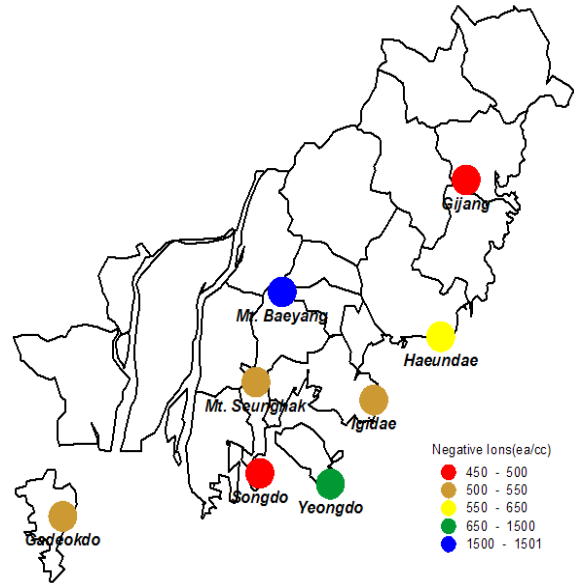 Gijang
Mt. Baeyang
Haeundae
Mt. Seunghak
Igidae
Songdo
Yeongdo
Gadeokdo
Negative Ions(ea/cc)
450 - 500
500 - 550
550 - 650
650 - 1500
1500 - 1501